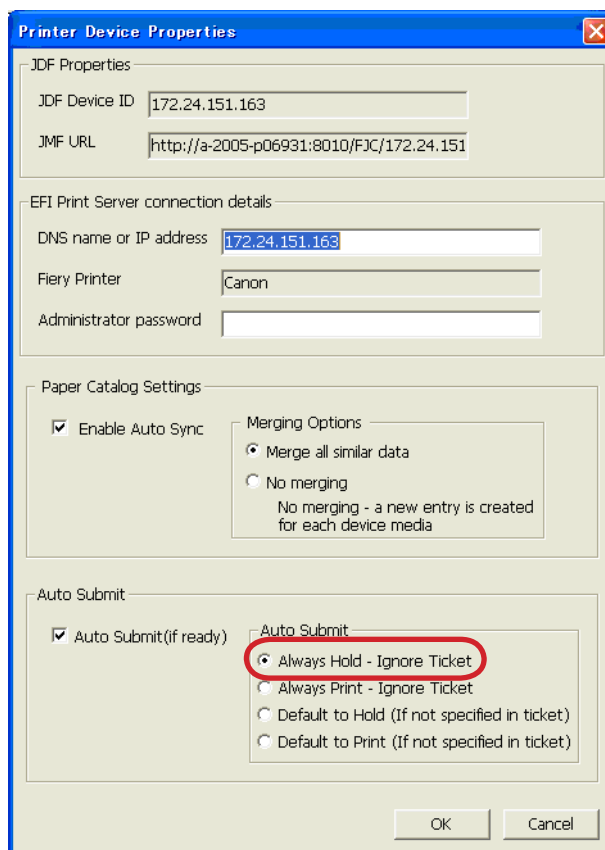 Printer Device Properties
JDF Properties
JDF Device ID 172.24.151.163
JMF URL http://a-2005-p06931:8010/FJC/172.24.151
EFI Print Server connection details
DNS name or IP address 172.24.151.163
Fiery Printer Canon
Administrator password
Paper Catalog Settings
Enable Auto Sync
Merging Options
Merge all similar data
No merging
No merging - a new entry is created
for each device media
Auto Submit
Auto Submit(if ready)
Auto Submit
Always Hold - Ignore Ticket
Always Print - Ignore Ticket
Default to Hold (If not specified in ticket)
Default to Print (If not specified in ticket)
OK Cancel